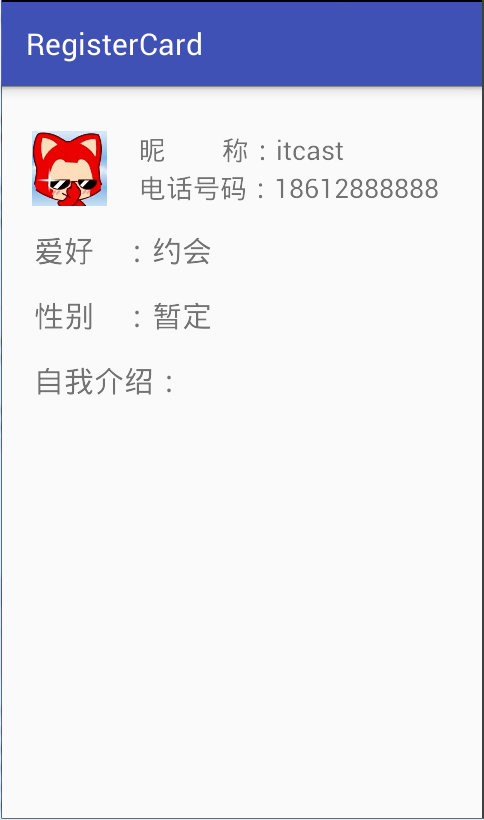 RegisterCard
昵　　称：itcast
电话号码：18612888888
爱好　：约会
性别　：暂定
自我介绍：